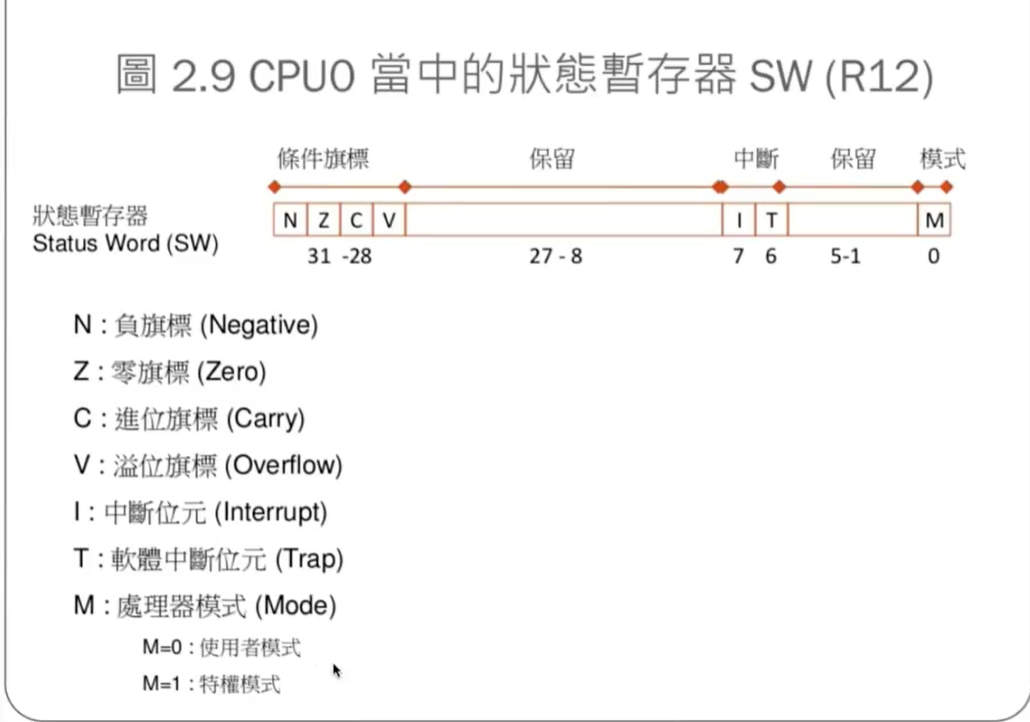 圖 2.9 CPU0 當中的狀態暫存器 SW (R12)
條件旗標 保留 中斷 保留 模式
狀態暫存器
Status Word (SW)
N Z C V I T M
31 -28 27 - 8 7 6 5-1 0
N : 負旗標 (Negative)
Z : 零旗標 (Zero)
C : 進位旗標 (Carry)
V : 溢位旗標 (Overflow)
I : 中斷位元 (Interrupt)
T : 軟體中斷位元 (Trap)
M : 處理器模式 (Mode)
M=0 : 使用者模式
M=1 : 特權模式